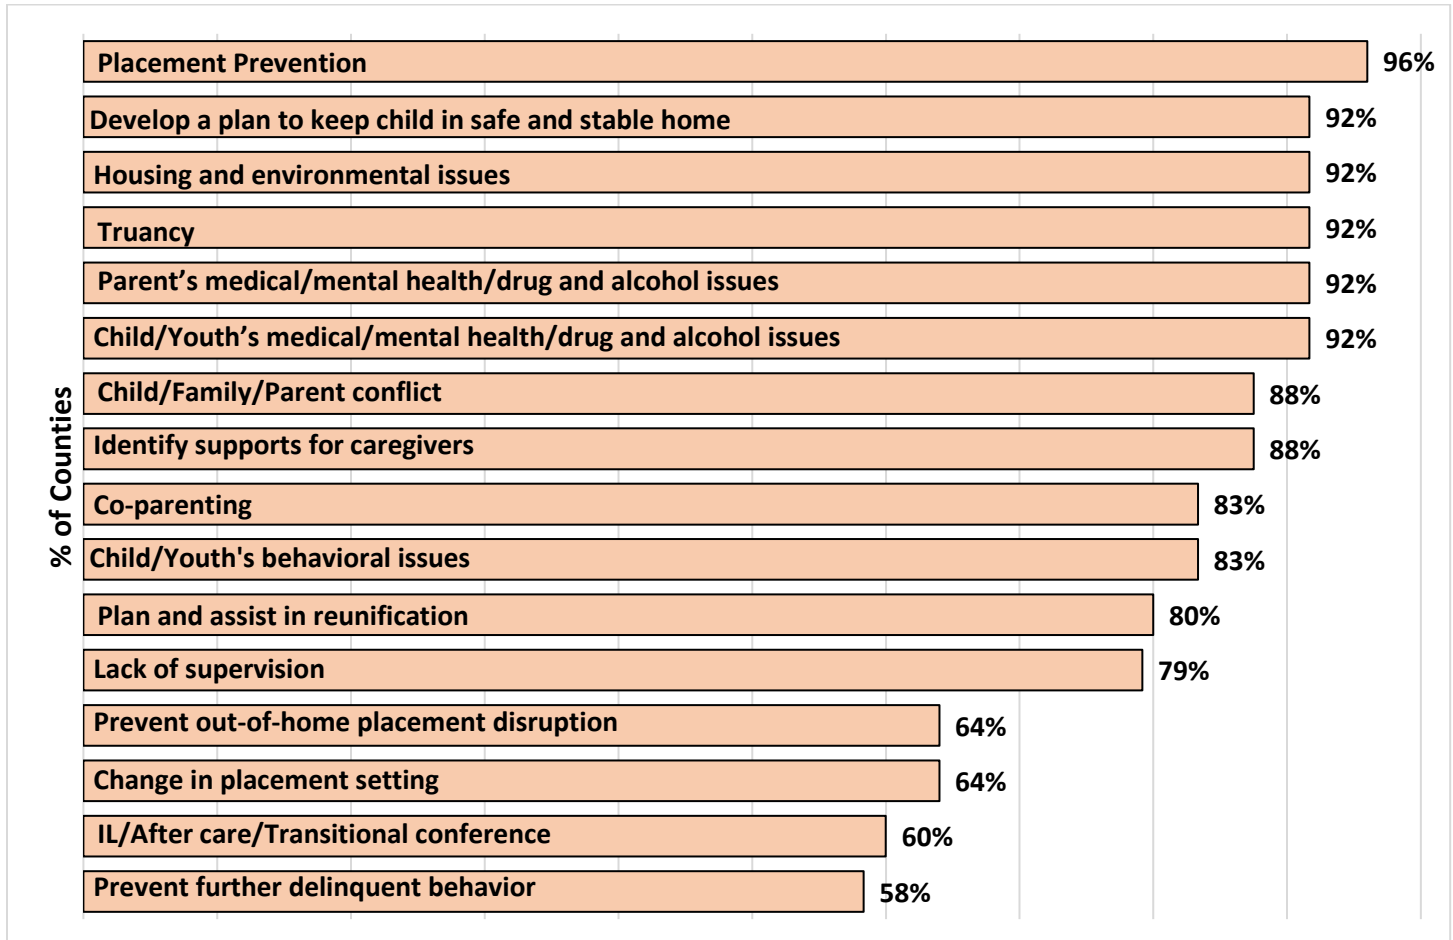 Placement Prevention 96%
Develop a plan to keep child in safe and stable home 92%
Housing and environmental issues 92%
Truancy 92%
Parent’s medical/mental health/drug and alcohol issues 92%
Child/Youth’s medical/mental health/drug and alcohol issues 92%
Child/Family/Parent conflict 88%
Identify supports for caregivers 88%
Co-parenting 83%
Child/Youth's behavioral issues 83%
Plan and assist in reunification 80%
Lack of supervision 79%
Prevent out-of-home placement disruption 64%
Change in placement setting 64%
IL/After care/Transitional conference 60%
Prevent further delinquent behavior 58%
% of Counties